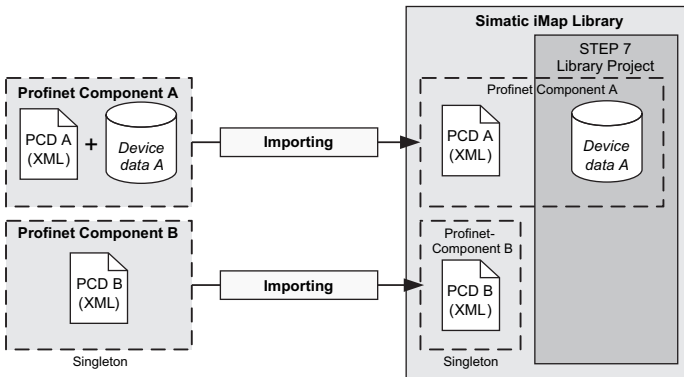 Simatic iMap Library
STEP 7
Library Project
Profinet Component A
PCD A
(XML)
+
Device
data A
Importing
Profinet Component A
PCD A
(XML)
Device
data A
Profinet Component B
PCD B
(XML)
Singleton
Importing
Profinet-
Component B
PCD B
(XML)
Singleton